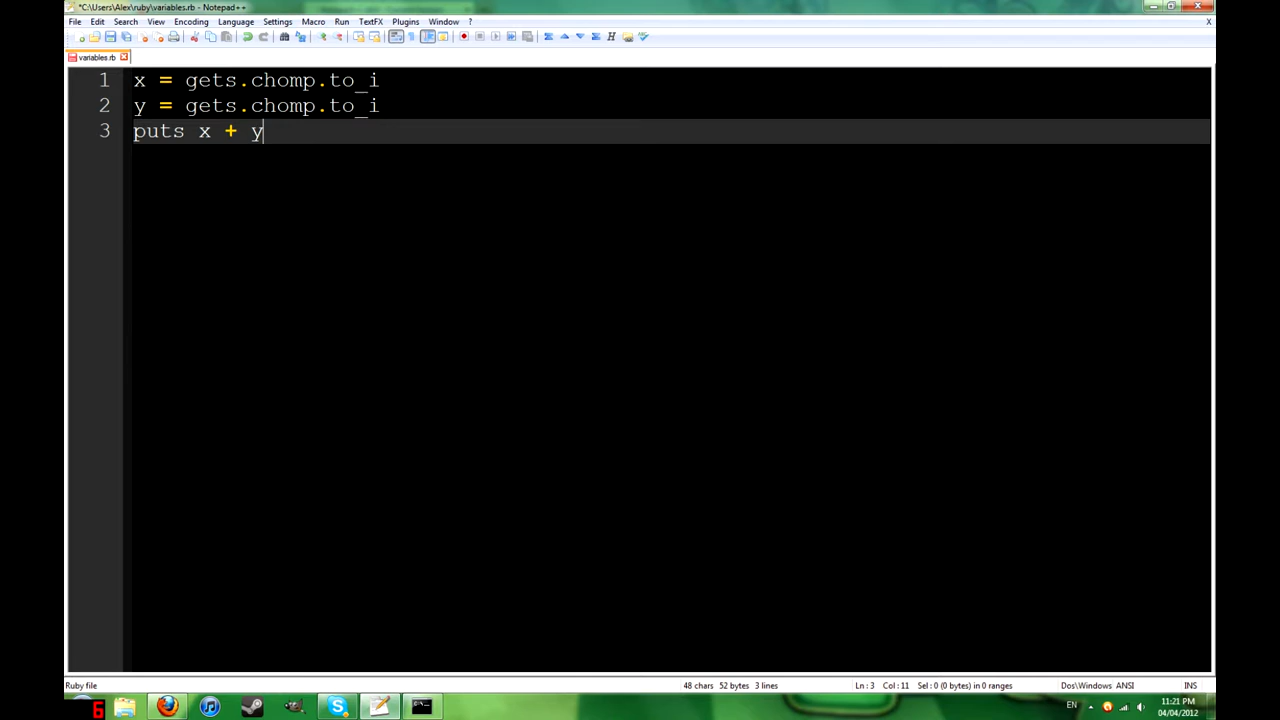 *C:\Users\Alex\ruby\variables.rb - Notepad++
File Edit Search View Encoding Language Settings Macro Run TextFX Plugins Window ? X
variables.rb
1 x = gets.chomp.to_i
2 y = gets.chomp.to_i
3 puts x + y
Ruby file 48 chars 52 bytes 3 lines Ln : 3 Col : 11 Sel : 0 (0 bytes) in 0 ranges Dos\Windows ANSI INS
6 EN 11:21 PM
04/04/2012